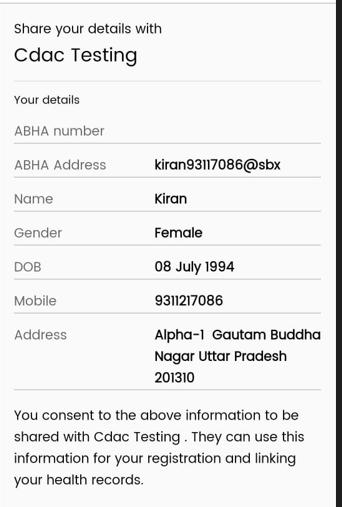 Share your details with
Cdac Testing
Your details
ABHA number
ABHA Address kiran93117086@sbx
Name Kiran
Gender Female
DOB 08 July 1994
Mobile 9311217086
Address Alpha-1 Gautam Buddha
Nagar Uttar Pradesh
201310
You consent to the above information to be
shared with Cdac Testing . They can use this
information for your registration and linking
your health records.